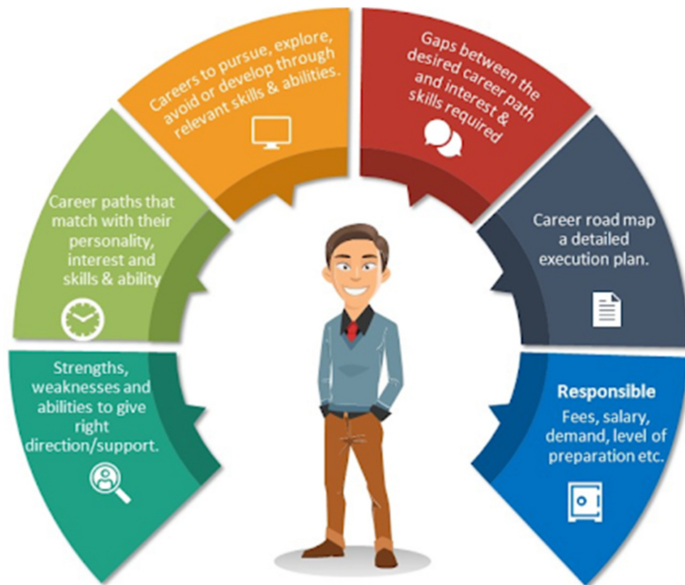 Strengths,
weaknesses and
abilities to give
right
direction/support.
Career paths that
match with their
personality,
interest and
skills & ability
Careers to pursue, explore,
avoid or develop through
relevant skills & abilities.
Gaps between the
desired career path
and interest &
skills required
Career road map
a detailed
execution plan.
Responsible
Fees, salary,
demand, level of
preparation etc.